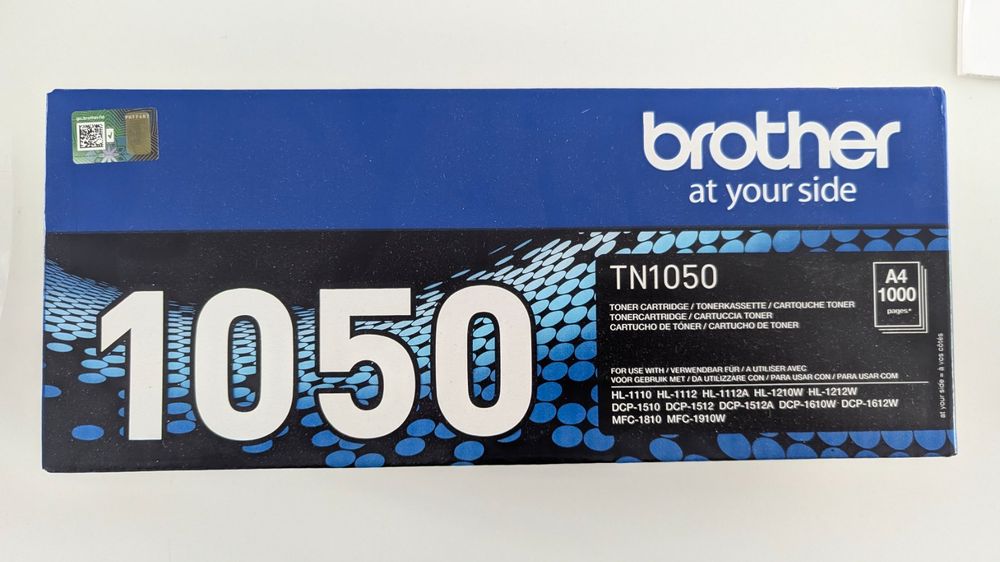 go.brother/id
brother
at your side
1050
TN1050
A4
1000
pages*
TONER CARTRIDGE / TONERKASSETTE / CARTOUCHE TONER
TONERCARTRIDGE / CARTUCCIA TONER
CARTUCHO DE TÓNER / CARTUCHO DE TONER
FOR USE WITH / VERWENDBAR FÜR / A UTILISER AVEC
VOOR GEBRUIK MET / DA UTILIZZARE CON / PARA USAR CON / PARA USAR COM
HL-1110 HL-1112 HL-1112A HL-1210W HL-1212W
DCP-1510 DCP-1512 DCP-1512A DCP-1610W DCP-1612W
MFC-1810 MFC-1910W
at your side = à vos côtés